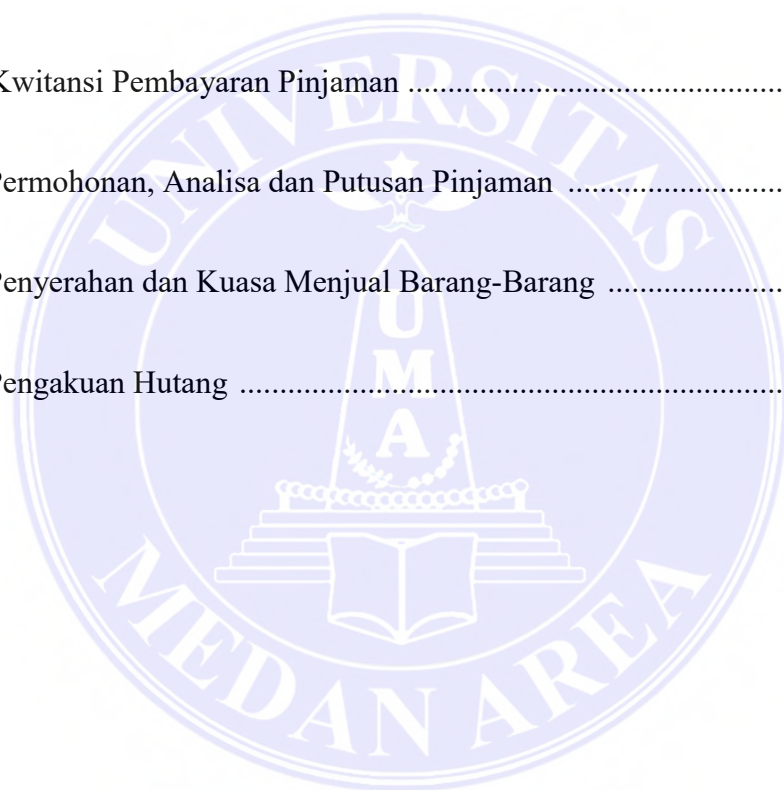 UNIVERSITAS
Kwitansi Pembayaran Pinjaman ........................................
Permohonan, Analisa dan Putusan Pinjaman .......................
Penyerahan dan Kuasa Menjual Barang-Barang ..................
Pengakuan Hutang ..........................................................
U
M
A
MEDAN AREA